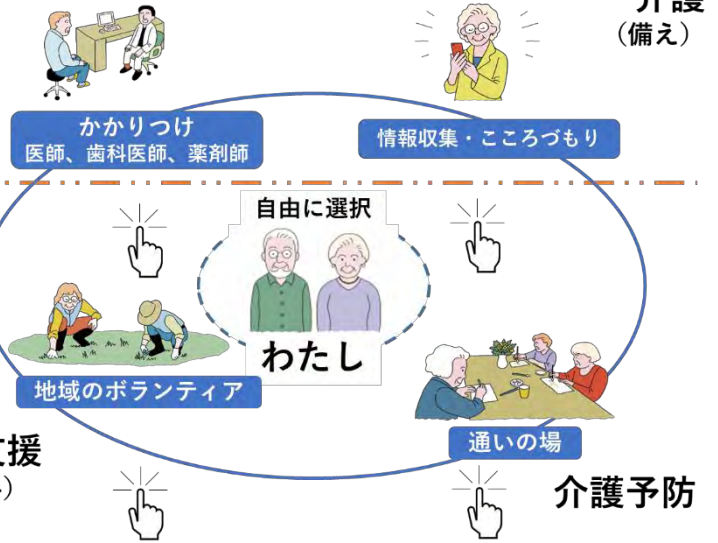 介護
（備え）
かかりつけ
医師、歯科医師、薬剤師
情報収集・こころづもり
自由に選択
わたし
地域のボランティア
通いの場
援
介護予防